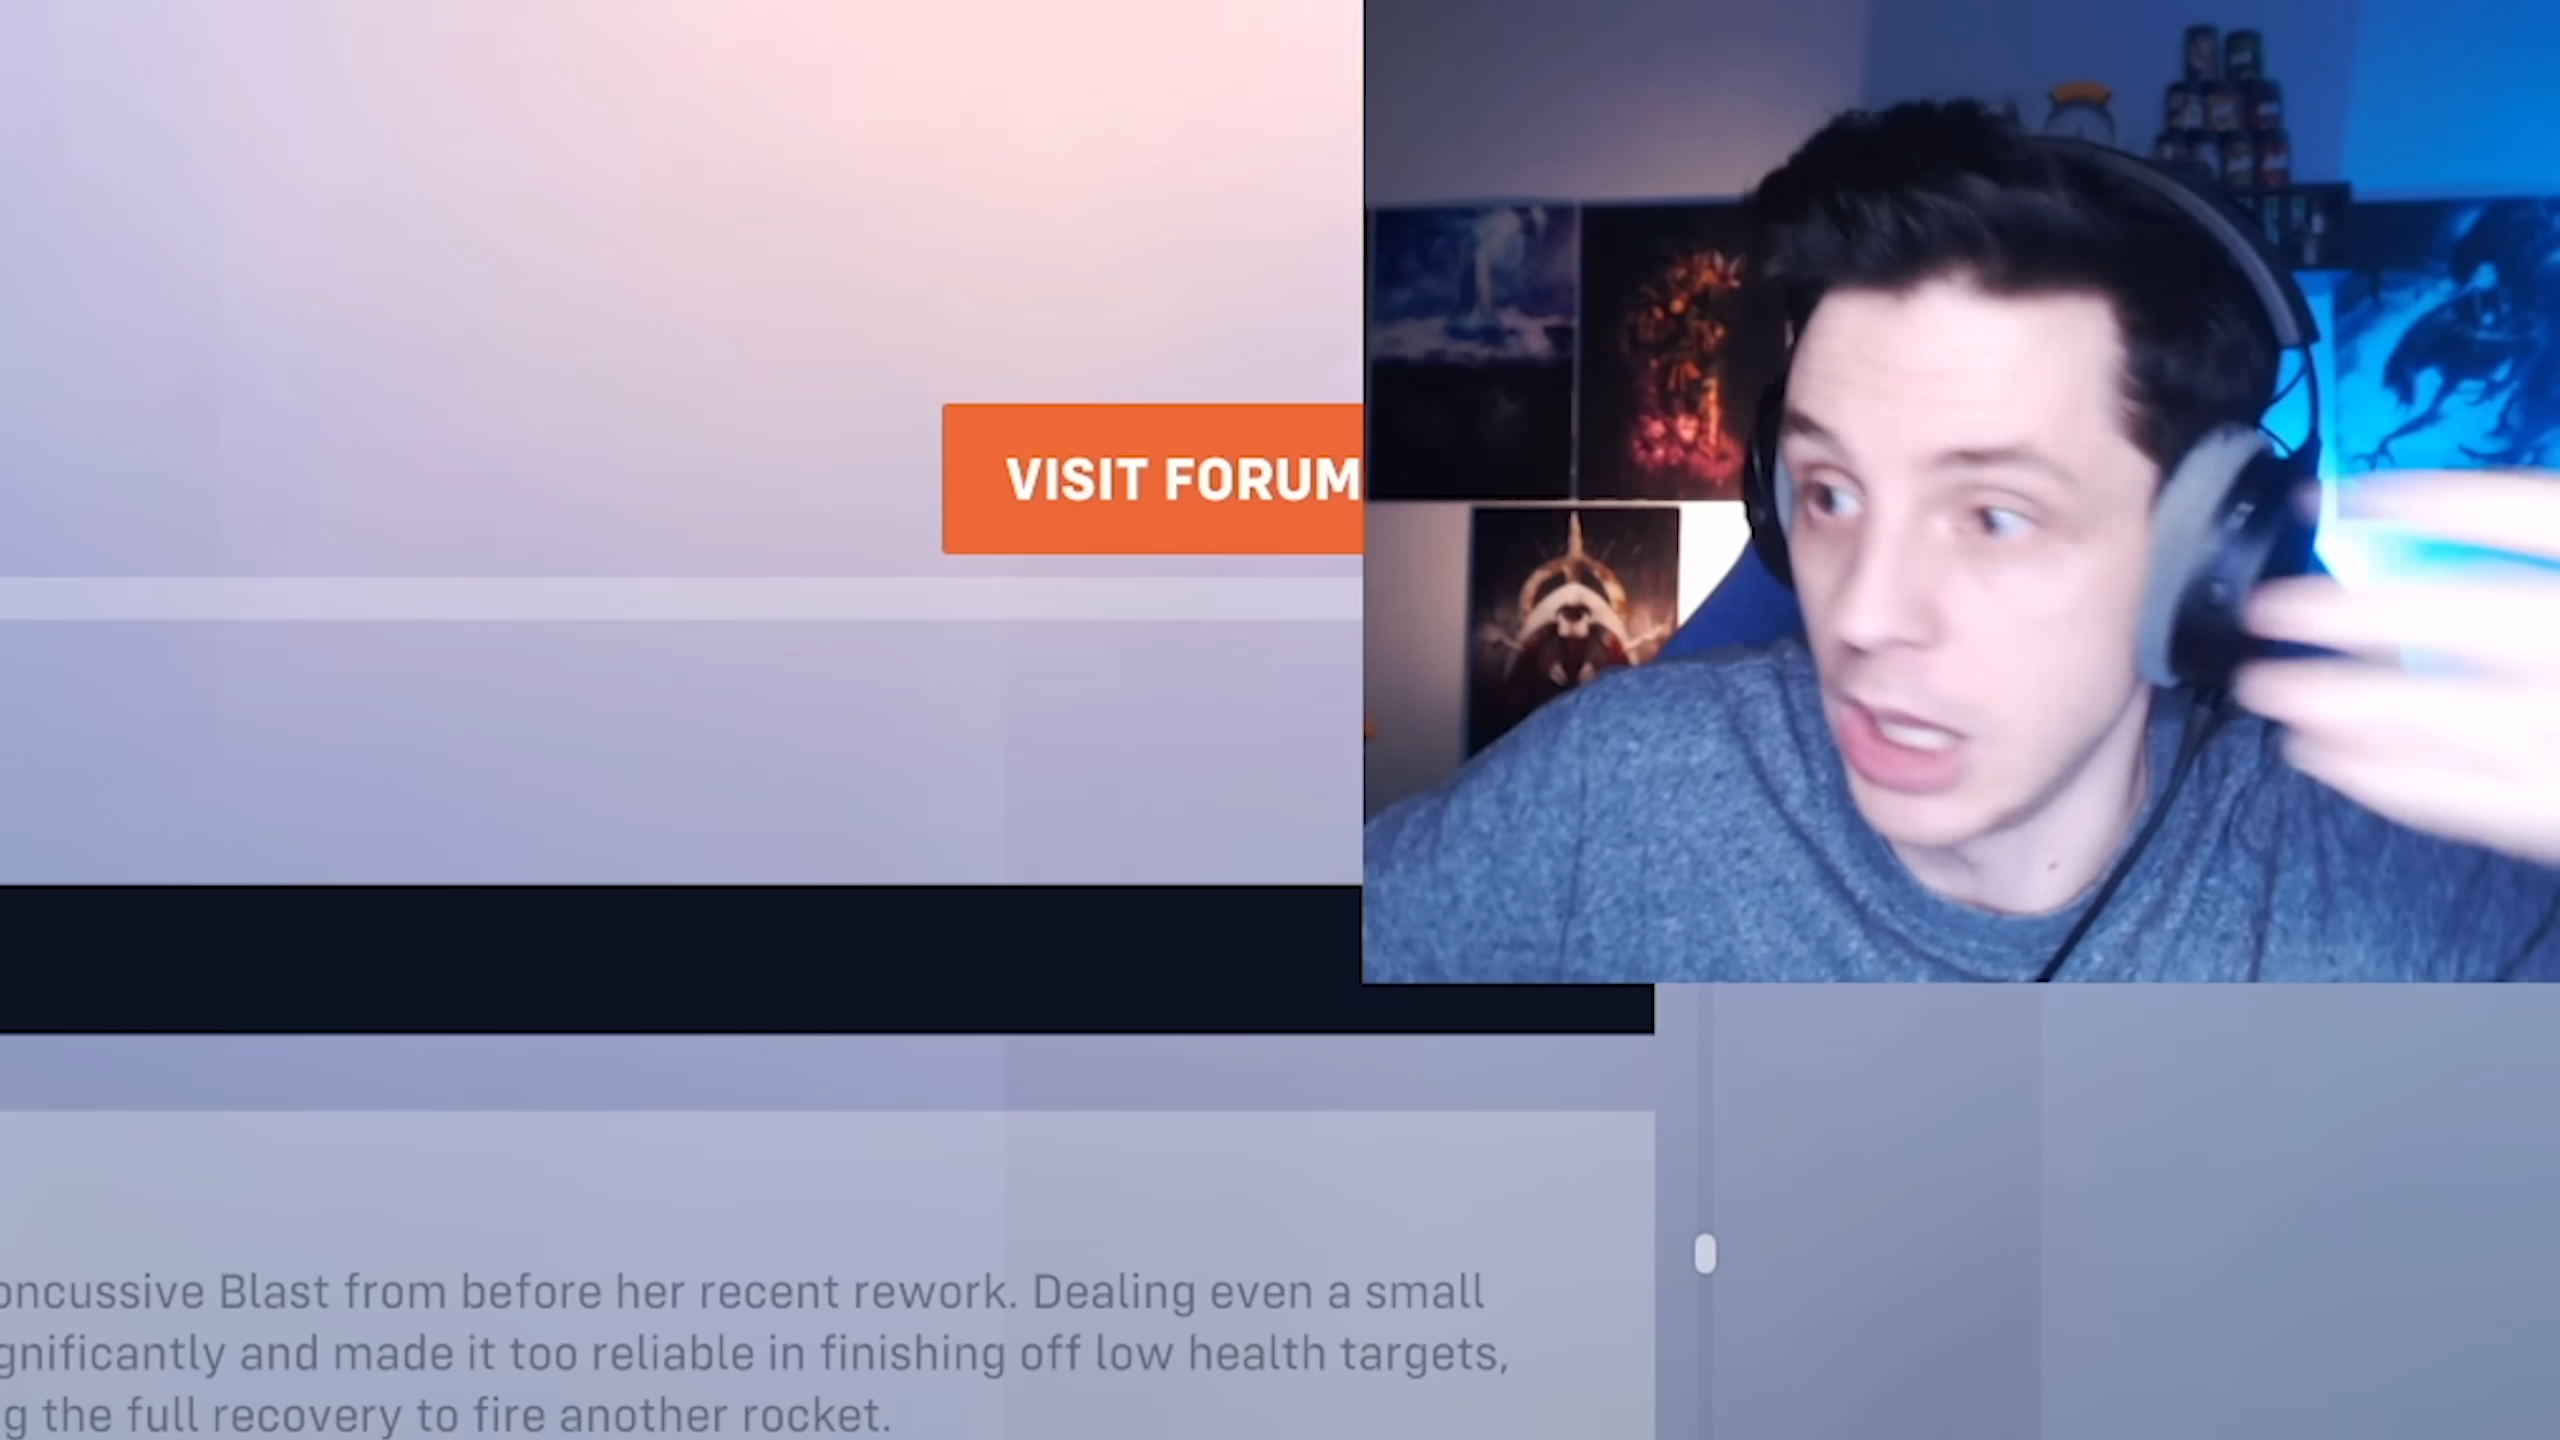 VISIT FORUM
oncussive Blast from before her recent rework. Dealing even a small
gnificantly and made it too reliable in finishing off low health targets,
g the full recovery to fire another rocket.